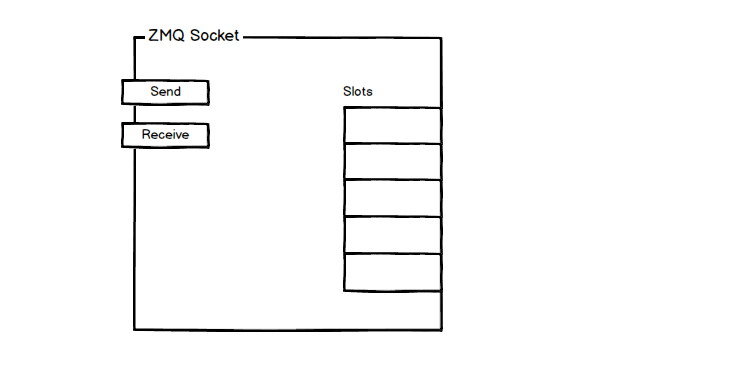 ZMQ Socket
Send
Slots
Receive